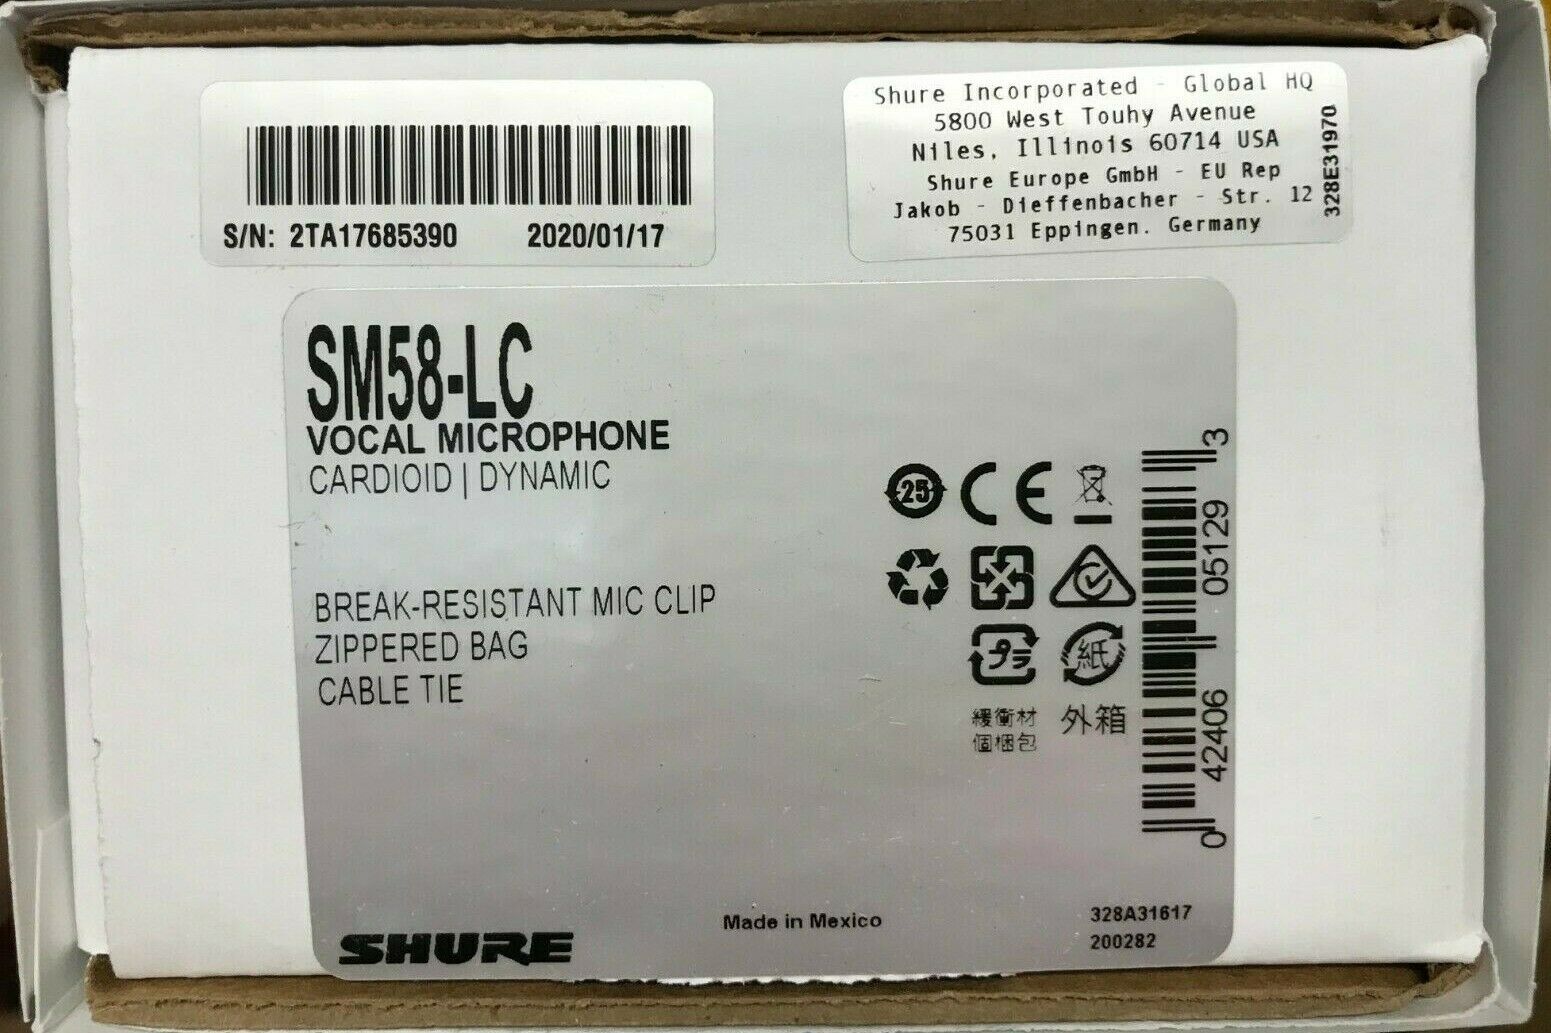 S/N: 2TA17685390 2020/01/17
Shure Incorporated - Global HQ
5800 West Touhy Avenue
Niles, Illinois 60714 USA
Shure Europe GmbH - EU Rep
Jakob - Dieffenbacher - Str. 12
75031 Eppingen. Germany
328E31970
SM58-LC
VOCAL MICROPHONE
CARDIOID | DYNAMIC
BREAK-RESISTANT MIC CLIP
ZIPPERED BAG
CABLE TIE
25
CE
プラ
紙
緩衝材
個梱包
外箱
0 42406 05129 3
SHURE
Made in Mexico
328A31617
200282